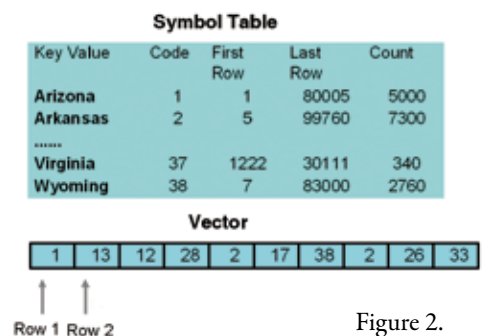 Symbol Table
Key Value Code First Row Last Row Count
Arizona 1 1 80005 5000
Arkansas 2 5 99760 7300
......
Virginia 37 1222 30111 340
Wyoming 38 7 83000 2760
Vector
1 13 12 28 2 17 38 2 26 33
Row 1 Row 2
Figure 2.